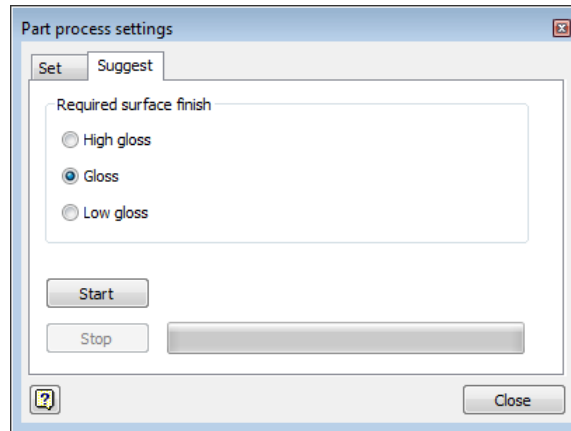 Part process settings
Set Suggest
Required surface finish
High gloss
Gloss
Low gloss
Start
Stop
Close